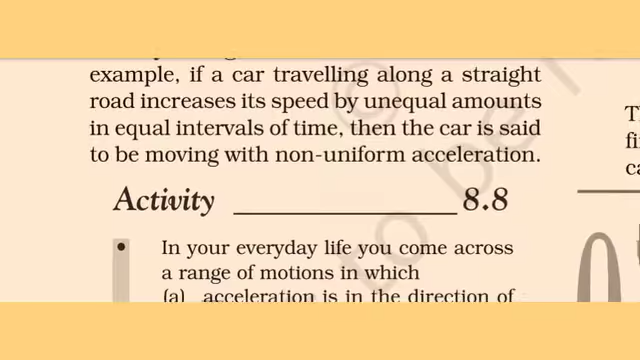 example, if a car travelling along a straight
road increases its speed by unequal amounts
in equal intervals of time, then the car is said
to be moving with non-uniform acceleration.
Activity ______________ 8.8
• In your everyday life you come across
a range of motions in which
(a) acceleration is in the direction of